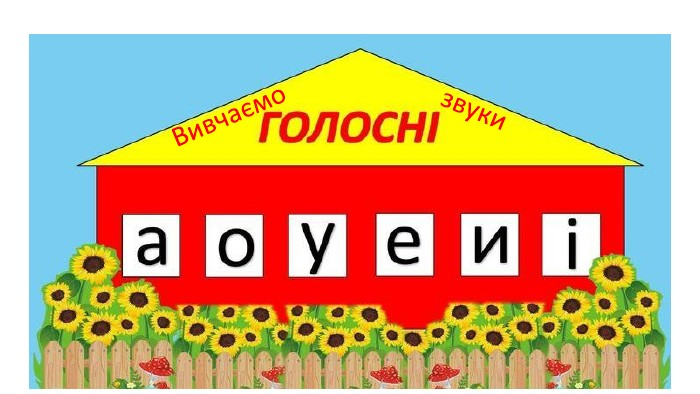 Вивчаємо
ГОЛОСНІ
звуки
а о у е и і